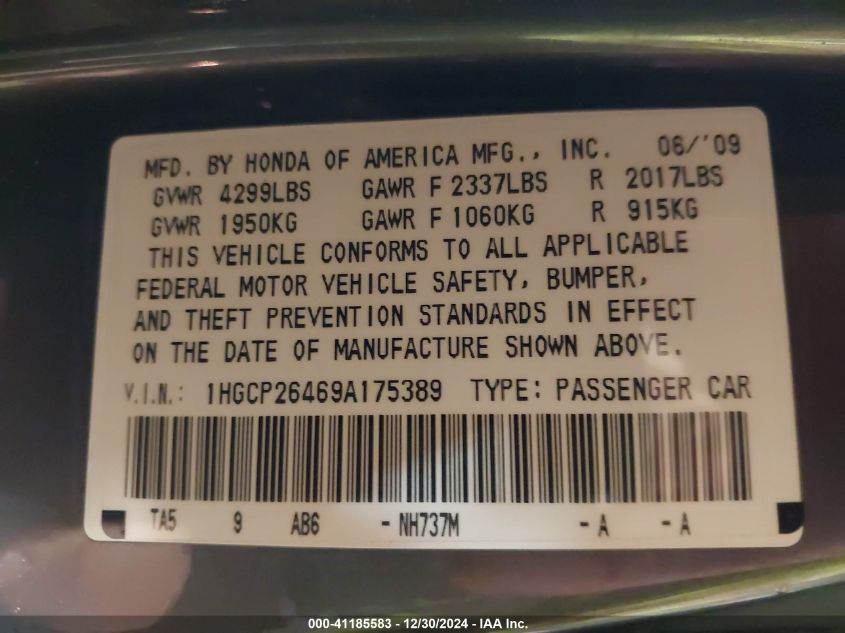 MFD. BY HONDA OF AMERICA MFG., INC. 06/'09
GVWR 4299LBS GAWR F 2337LBS R 2017LBS
GVWR 1950KG GAWR F 1060KG R 915KG
THIS VEHICLE CONFORMS TO ALL APPLICABLE
FEDERAL MOTOR VEHICLE SAFETY, BUMPER,
AND THEFT PREVENTION STANDARDS IN EFFECT
ON THE DATE OF MANUFACTURE SHOWN ABOVE.
V.I.N.: 1HGCP26469A175389 TYPE: PASSENGER CAR
TA5 9 AB6 - NH737M - A - A
000-41185583 - 12/30/2024 - IAA Inc.